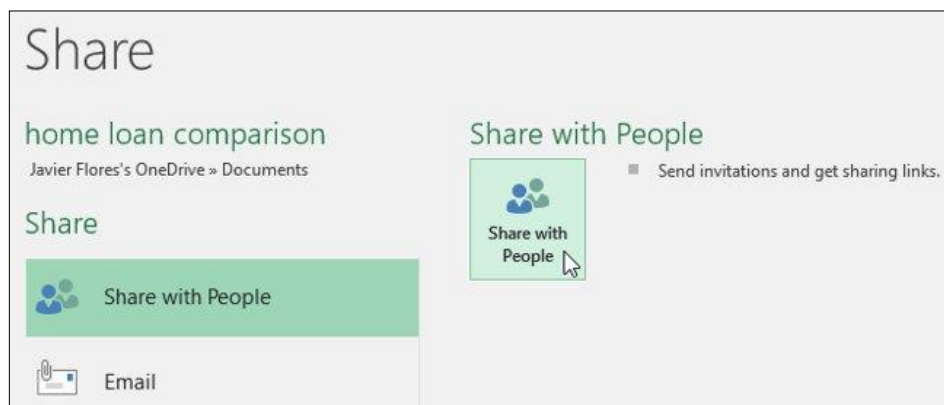 Share
home loan comparison
Javier Flores's OneDrive » Documents
Share
Share with People
Email
Share with People
Share with
People
Send invitations and get sharing links.